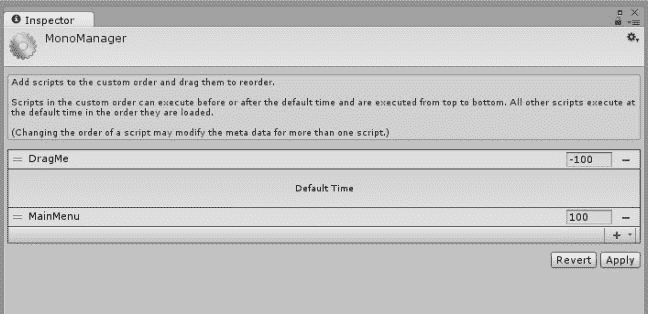 Inspector
MonoManager
Add scripts to the custom order and drag them to reorder.
Scripts in the custom order can execute before or after the default time and are executed from top to bottom. All other scripts execute at
the default time in the order they are loaded.
(Changing the order of a script may modify the meta data for more than one script.)
DragMe -100
Default Time
MainMenu 100
Revert Apply